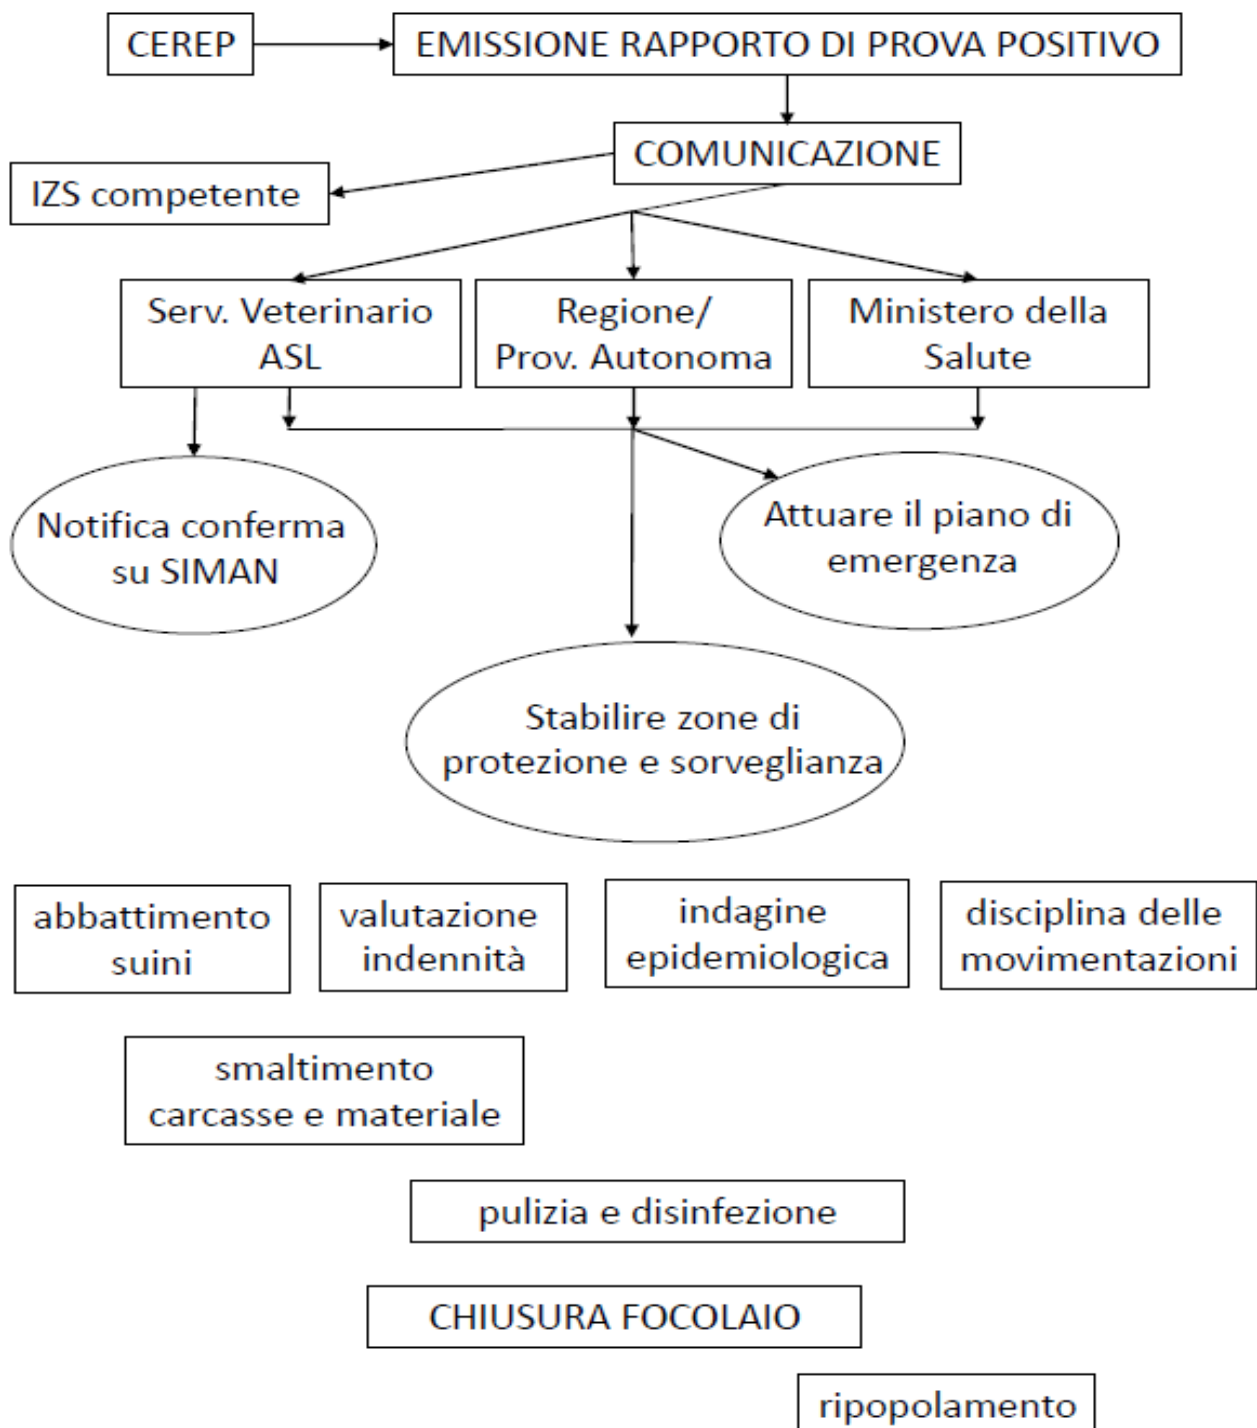 CEREP
EMISSIONE RAPPORTO DI PROVA POSITIVO
COMUNICAZIONE
IZS competente
Serv. Veterinario
ASL
Regione/
Prov. Autonoma
Ministero della
Salute
Notifica conferma
su SIMAN
Attuare il piano di
emergenza
Stabilire zone di
protezione e sorveglianza
abbattimento
suini
valutazione
indennità
indagine
epidemiologica
disciplina delle
movimentazioni
smaltimento
carcasse e materiale
pulizia e disinfezione
CHIUSURA FOCOLAIO
ripopolamento